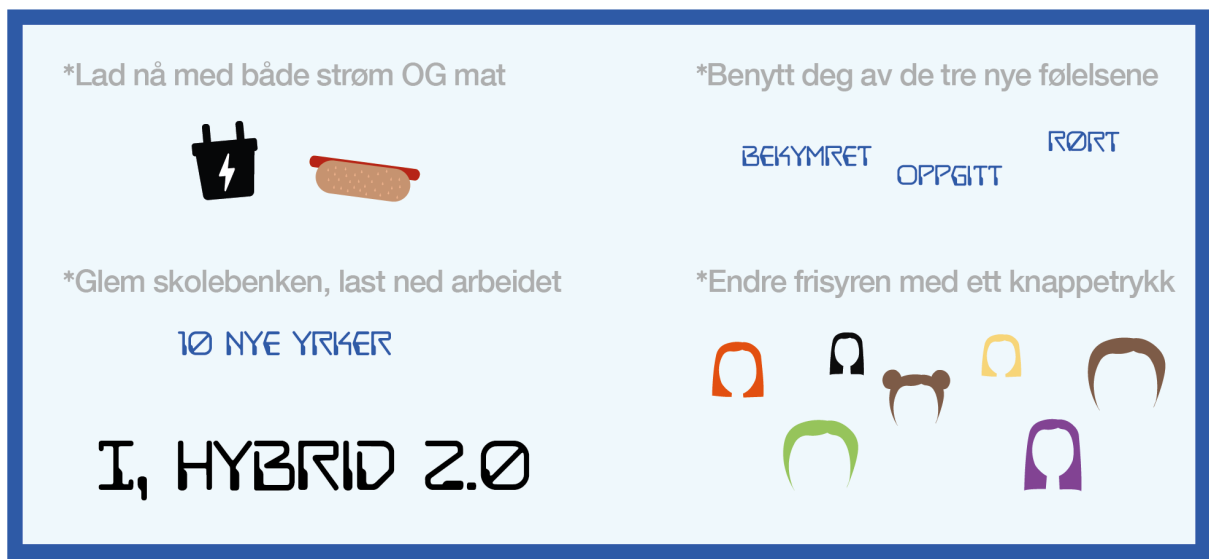 *Lad nå med både strøm OG mat
*Benytt deg av de tre nye følelsene
BEKYMRET
OPPGITT
RØRT
*Glem skolebenken, last ned arbeidet
10 NYE YRKER
*Endre frisyren med ett knappetrykk
I, HYBRID 2.0